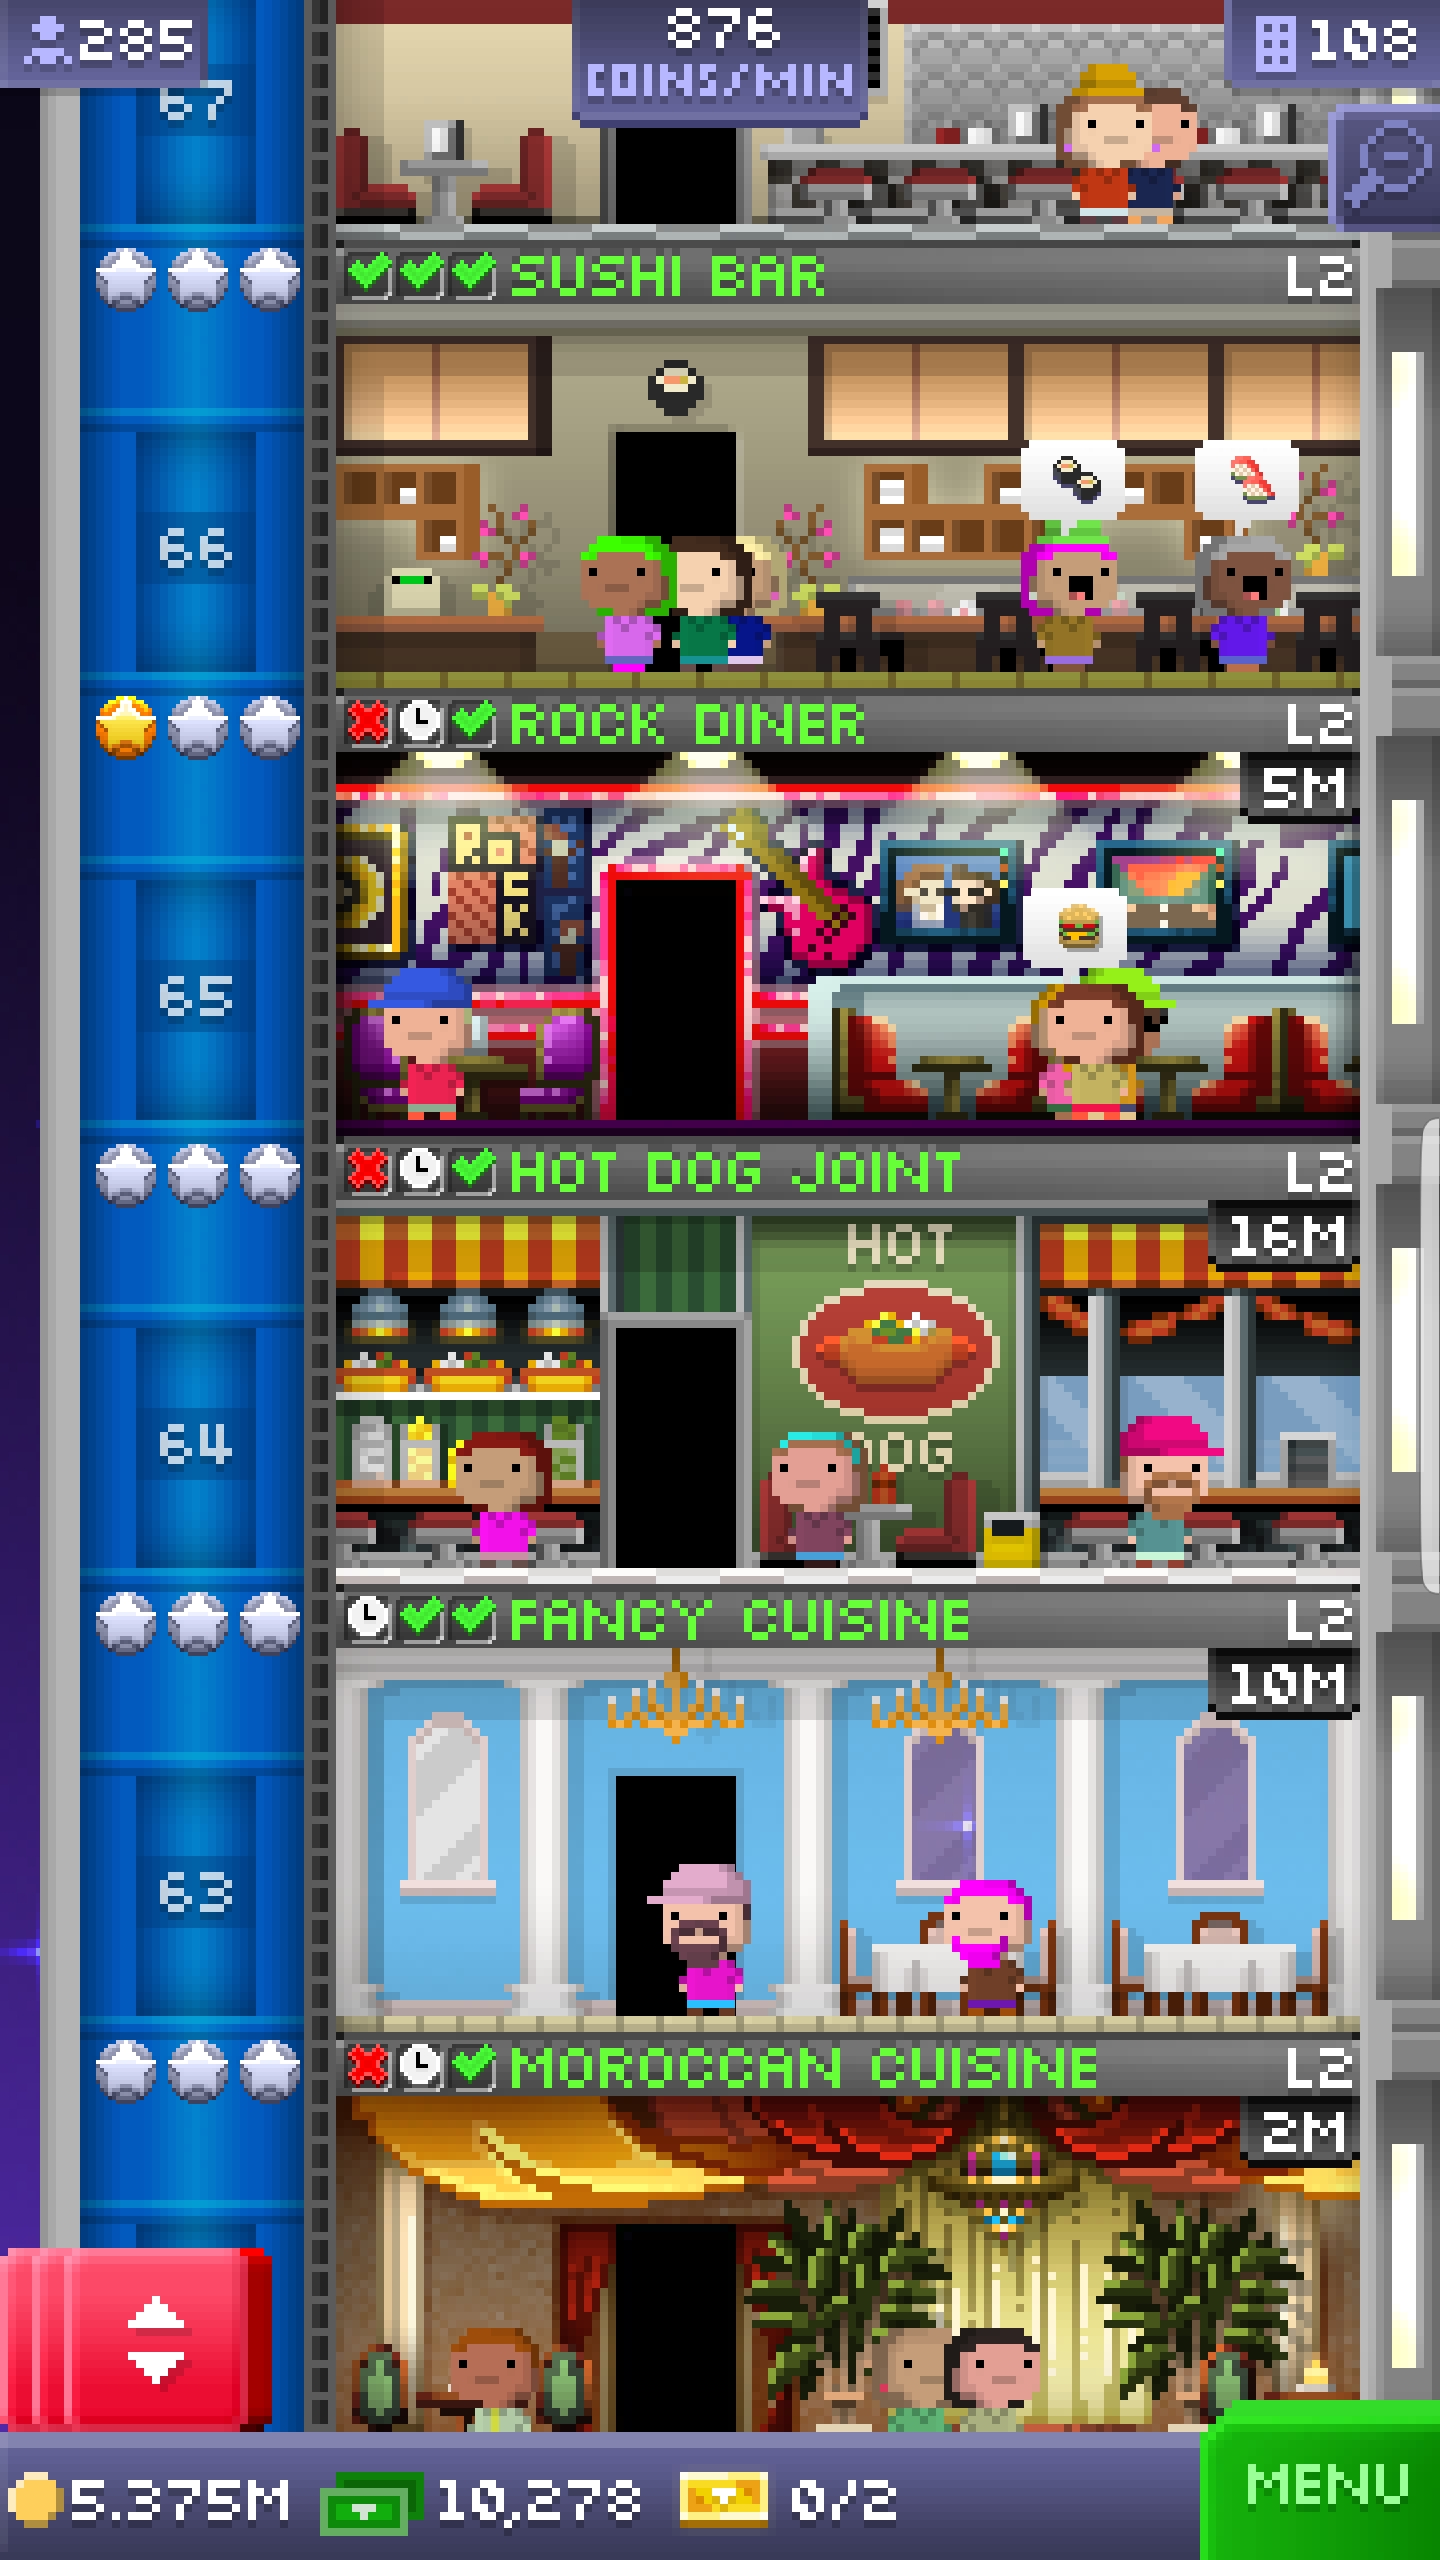 285
876
COINS/MIN
108
67
SUSHI BAR L2
66
ROCK DINER L2
5M
ROCK
65
HOT DOG JOINT L2
16M
HOT
DOG
64
FANCY CUISINE L2
10M
63
MOROCCAN CUISINE L2
2M
5.375M 10,278 0/2
MENU